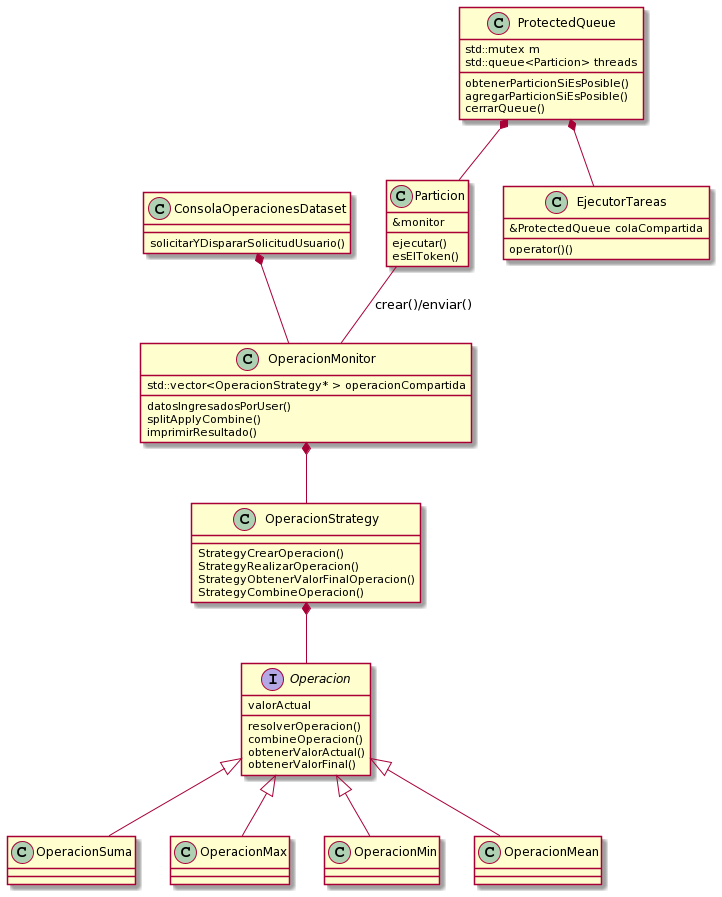 C ProtectedQueue
std::mutex m
std::queue<Particion> threads
obtenerParticionSiEsPosible()
agregarParticionSiEsPosible()
cerrarQueue()
C ConsolaOperacionesDataset
solicitarYDispararSolicitudUsuario()
C Particion
&monitor
ejecutar()
esElToken()
C EjecutorTareas
&ProtectedQueue colaCompartida
operator()()
crear()/enviar()
C OperacionMonitor
std::vector<OperacionStrategy* > operacionCompartida
datosIngresadosPorUser()
splitApplyCombine()
imprimirResultado()
C OperacionStrategy
StrategyCrearOperacion()
StrategyRealizarOperacion()
StrategyObtenerValorFinalOperacion()
StrategyCombineOperacion()
I Operacion
valorActual
resolverOperacion()
combineOperacion()
obtenerValorActual()
obtenerValorFinal()
C OperacionSuma
C OperacionMax
C OperacionMin
C OperacionMean